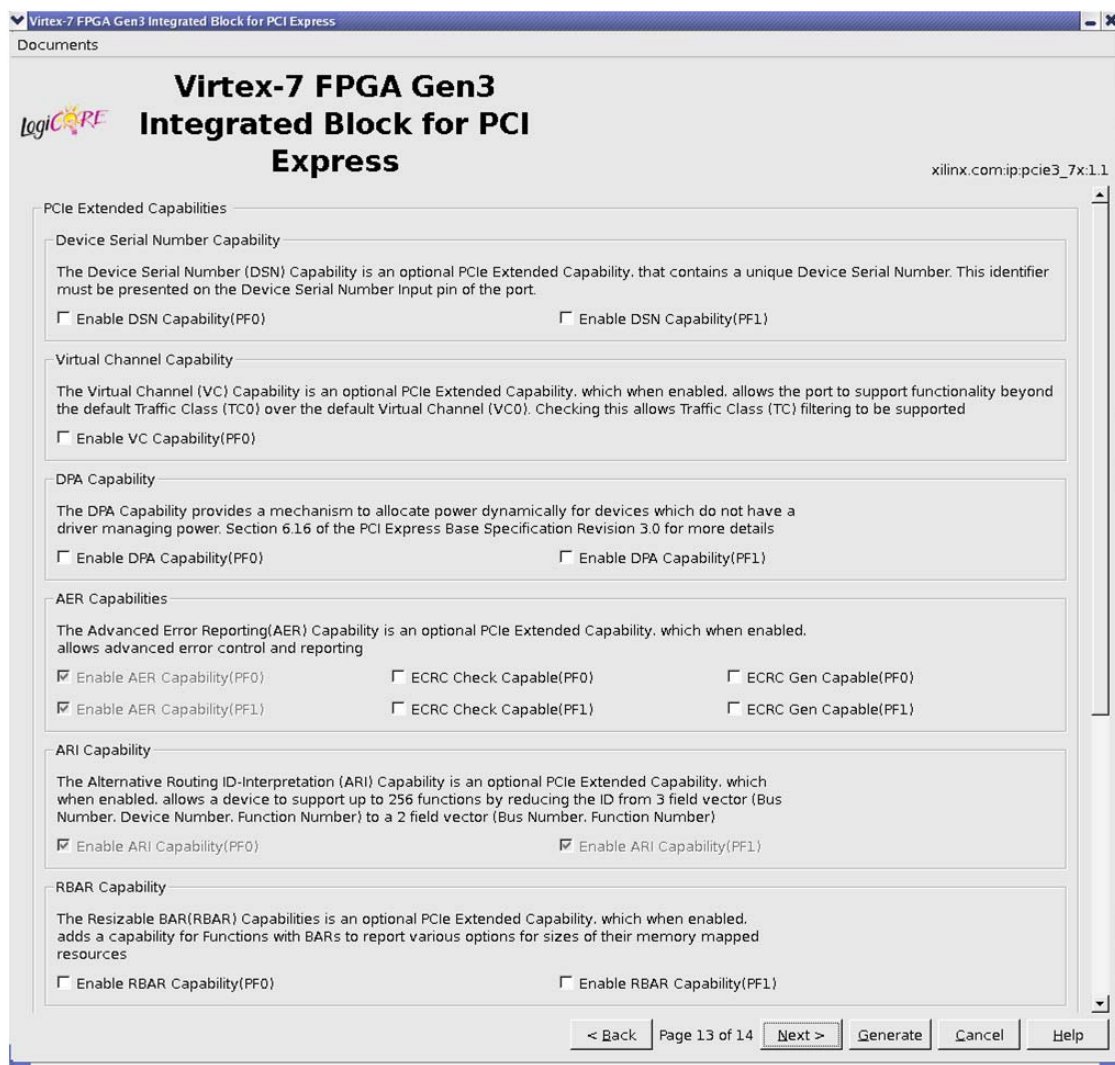 Virtex-7 FPGA Gen3 Integrated Block for PCI Express
Documents
LogiCORE
Virtex-7 FPGA Gen3
Integrated Block for PCI
Express
xilinx.com:ip:pcie3_7x:1.1
PCIe Extended Capabilities
Device Serial Number Capability
The Device Serial Number (DSN) Capability is an optional PCIe Extended Capability. that contains a unique Device Serial Number. This identifier
must be presented on the Device Serial Number Input pin of the port.
Enable DSN Capability(PF0) Enable DSN Capability(PF1)
Virtual Channel Capability
The Virtual Channel (VC) Capability is an optional PCIe Extended Capability. which when enabled. allows the port to support functionality beyond
the default Traffic Class (TC0) over the default Virtual Channel (VC0). Checking this allows Traffic Class (TC) filtering to be supported
Enable VC Capability(PF0)
DPA Capability
The DPA Capability provides a mechanism to allocate power dynamically for devices which do not have a
driver managing power. Section 6.16 of the PCI Express Base Specification Revision 3.0 for more details
Enable DPA Capability(PF0) Enable DPA Capability(PF1)
AER Capabilities
The Advanced Error Reporting(AER) Capability is an optional PCIe Extended Capability. which when enabled.
allows advanced error control and reporting
Enable AER Capability(PF0) ECRC Check Capable(PF0) ECRC Gen Capable(PF0)
Enable AER Capability(PF1) ECRC Check Capable(PF1) ECRC Gen Capable(PF1)
ARI Capability
The Alternative Routing ID-Interpretation (ARI) Capability is an optional PCIe Extended Capability. which
when enabled. allows a device to support up to 256 functions by reducing the ID from 3 field vector (Bus
Number. Device Number. Function Number) to a 2 field vector (Bus Number. Function Number)
Enable ARI Capability(PF0) Enable ARI Capability(PF1)
RBAR Capability
The Resizable BAR(RBAR) Capabilities is an optional PCIe Extended Capability. which when enabled.
adds a capability for Functions with BARs to report various options for sizes of their memory mapped
resources
Enable RBAR Capability(PF0) Enable RBAR Capability(PF1)
< Back Page 13 of 14 Next > Generate Cancel Help